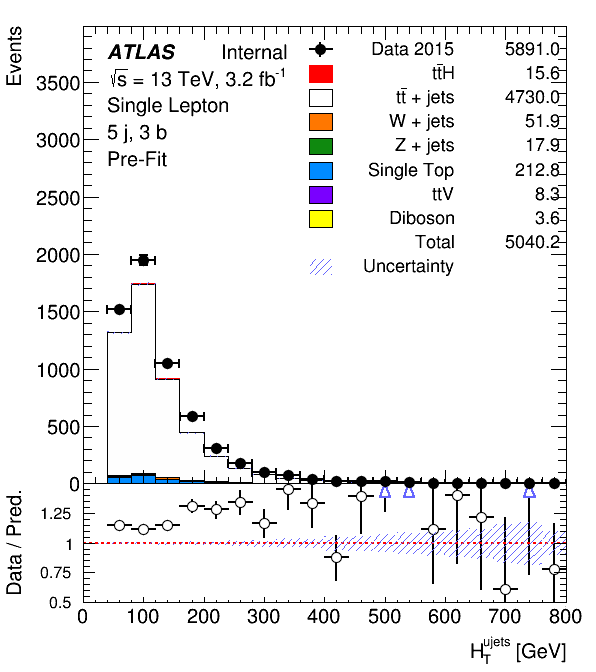 Events
ATLAS Internal
√s = 13 TeV, 3.2 fb⁻¹
Single Lepton
5 j, 3 b
Pre-Fit
Data 2015 5891.0
tt̄H 15.6
tt̄ + jets 4730.0
W + jets 51.9
Z + jets 17.9
Single Top 212.8
ttV 8.3
Diboson 3.6
Total 5040.2
Uncertainty
3500
3000
2500
2000
1500
1000
500
0
Data / Pred.
1.25
1
0.75
0.5
0 100 200 300 400 500 600 700 800
H_T^ujets [GeV]